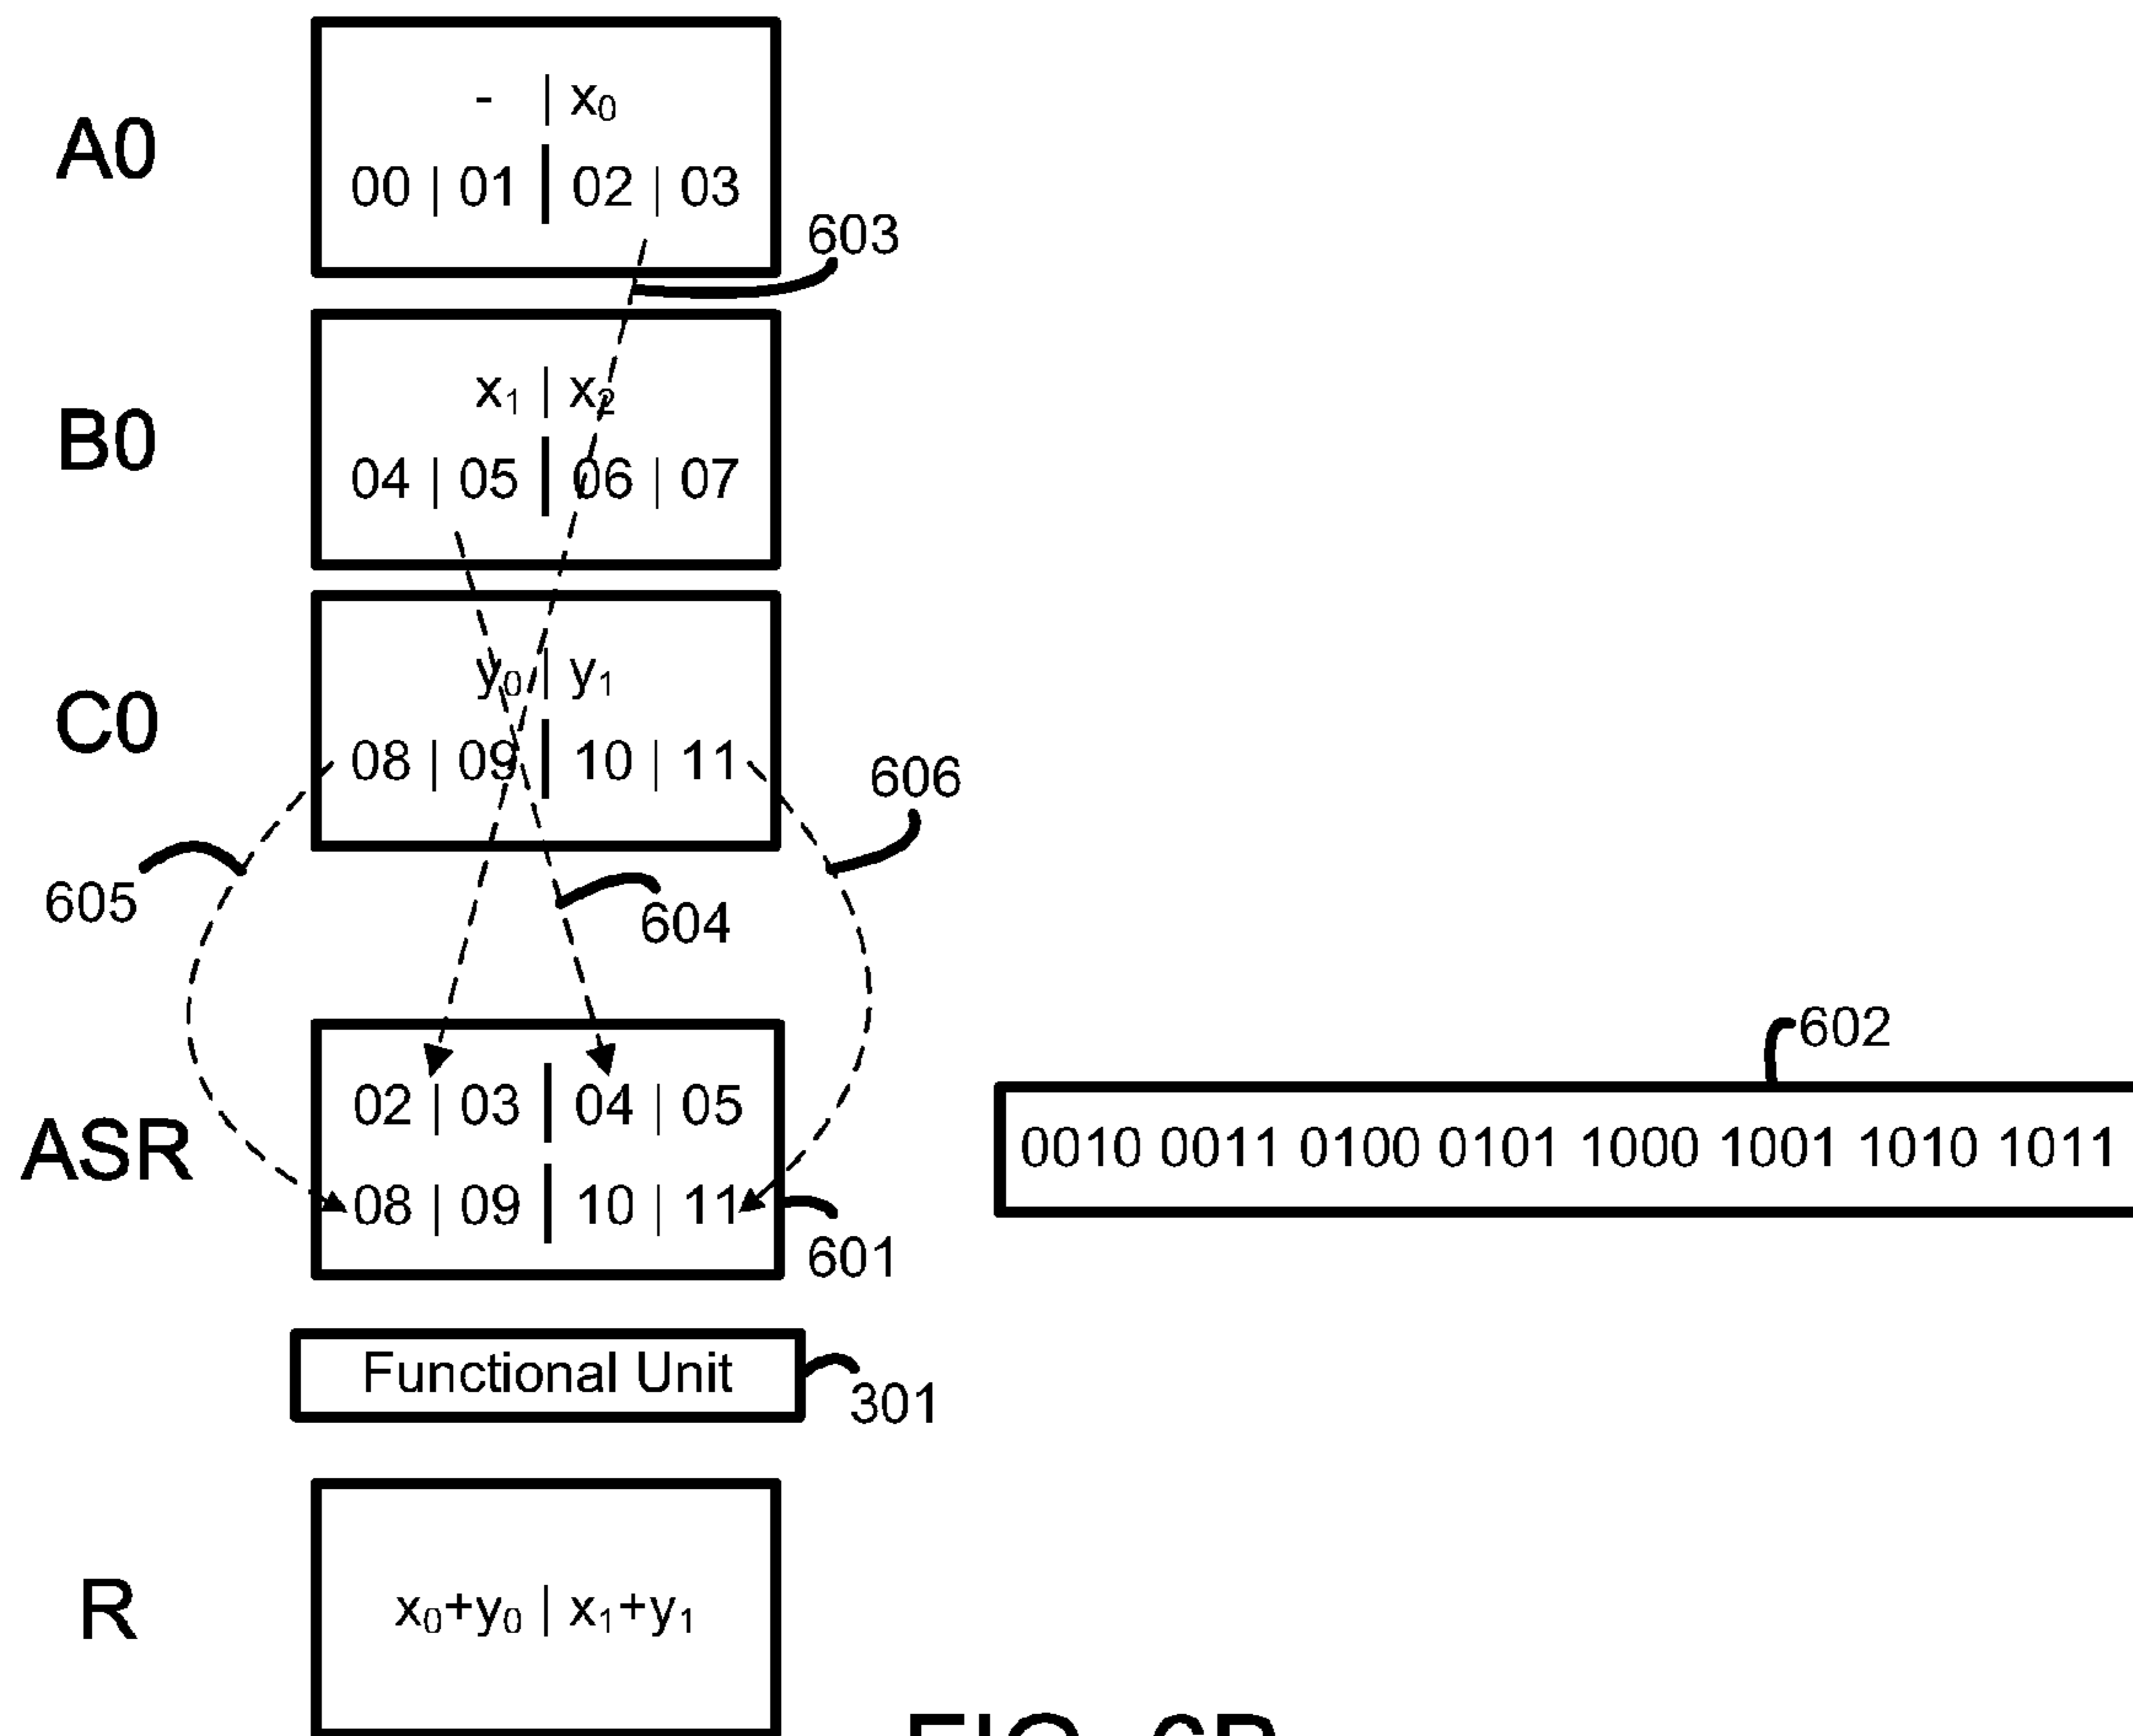 - | x₀
A0
00 | 01 | 02 | 03
603
x₁ | x₂
B0
04 | 05 | 06 | 07
y₀ | y₁
C0
08 | 09 | 10 | 11
606
605
604
602
02 | 03 | 04 | 05
ASR
0010 0011 0100 0101 1000 1001 1010 1011
08 | 09 | 10 | 11
601
Functional Unit
301
R
x₀+y₀ | x₁+y₁